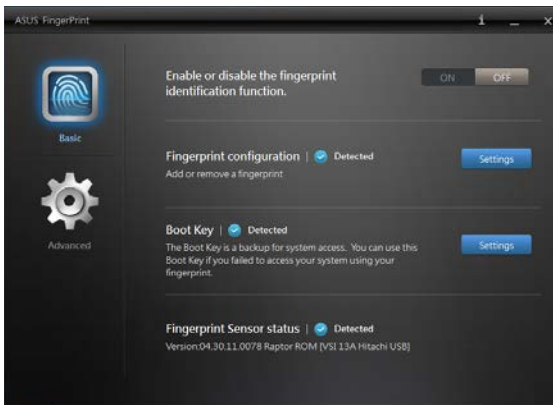 ASUS FingerPrint
Enable or disable the fingerprint
identification function.
ON OFF
Basic
Fingerprint configuration | Detected
Add or remove a fingerprint
Settings
Advanced
Boot Key | Detected
The Boot Key is a backup for system access. You can use this
Boot Key if you failed to access your system using your
fingerprint.
Settings
Fingerprint Sensor status | Detected
Version:04.30.11.0078 Raptor ROM [VSI 13A Hitachi USB]